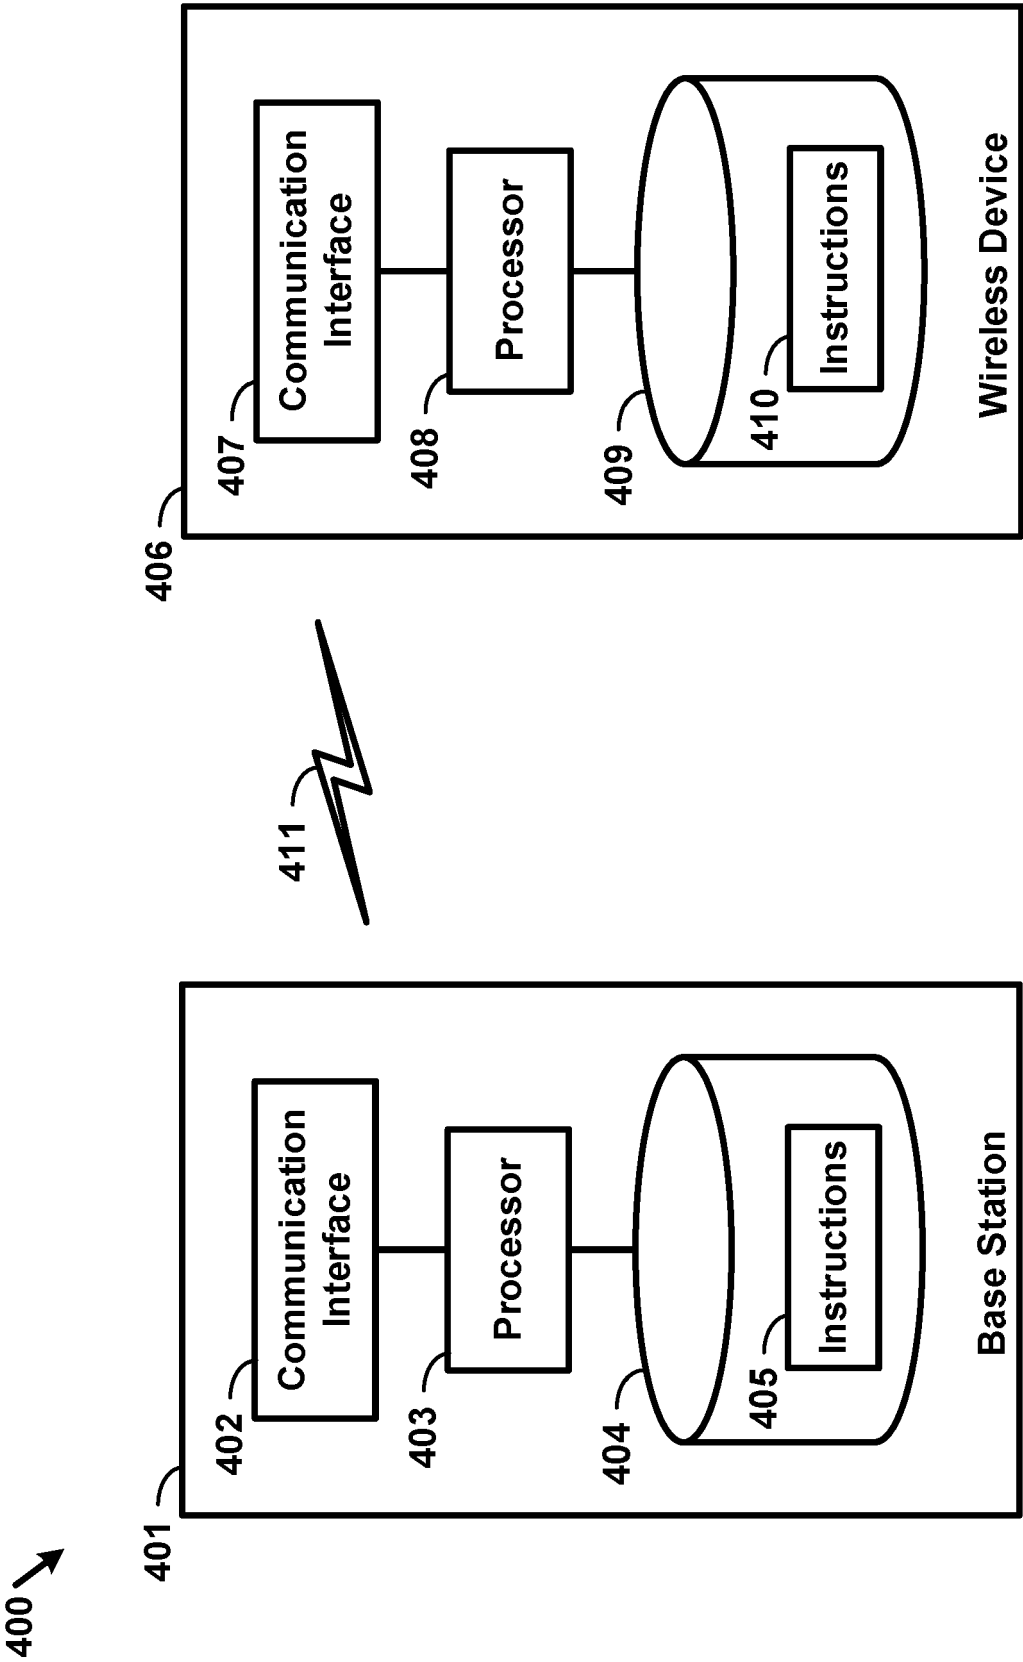 400
401
402
Communication
Interface
403
Processor
404
405
Instructions
Base Station
411
406
407
Communication
Interface
408
Processor
409
410
Instructions
Wireless Device